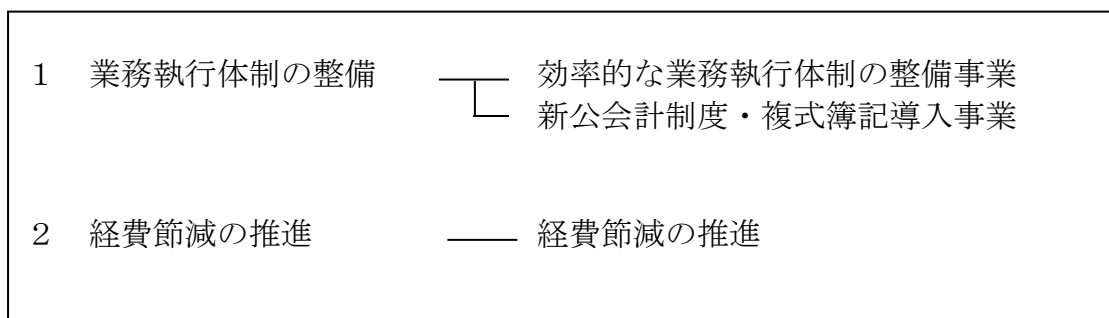 １　業務執行体制の整備　効率的な業務執行体制の整備事業
新公会計制度・複式簿記導入事業
２　経費節減の推進　経費節減の推進